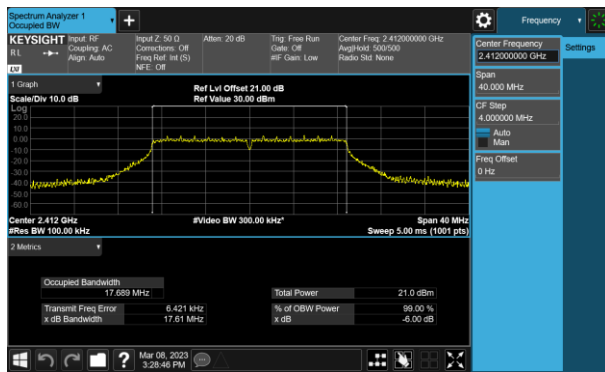 Spectrum Analyzer 1
Occupied BW
Frequency
KEYSIGHT
RL
Input: RF
Coupling: AC
Align: Auto
Input Z: 50 Ω
Corrections: Off
Freq Ref: Int (S)
NFE: Off
Atten: 20 dB
Trig: Free Run
Gate: Off
#IF Gain: Low
Center Freq: 2.412000000 GHz
Avg|Hold: 500/500
Radio Std: None
Center Frequency
2.412000000 GHz
Settings
Span
40.000 MHz
CF Step
4.000000 MHz
Auto
Man
Freq Offset
0 Hz
1 Graph
Scale/Div 10.0 dB
Ref Lvl Offset 21.00 dB
Ref Value 30.00 dBm
Log
20.0
10.0
0.00
-10.0
-20.0
-30.0
-40.0
-50.0
-60.0
Center 2.412 GHz
#Video BW 300.00 kHz*
Span 40 MHz
#Res BW 100.00 kHz
Sweep 5.00 ms (1001 pts)
2 Metrics
Occupied Bandwidth
17.689 MHz
Total Power 21.0 dBm
Transmit Freq Error 6.421 kHz
% of OBW Power 99.00 %
x dB Bandwidth 17.61 MHz
x dB -6.00 dB
Mar 08, 2023
3:28:46 PM